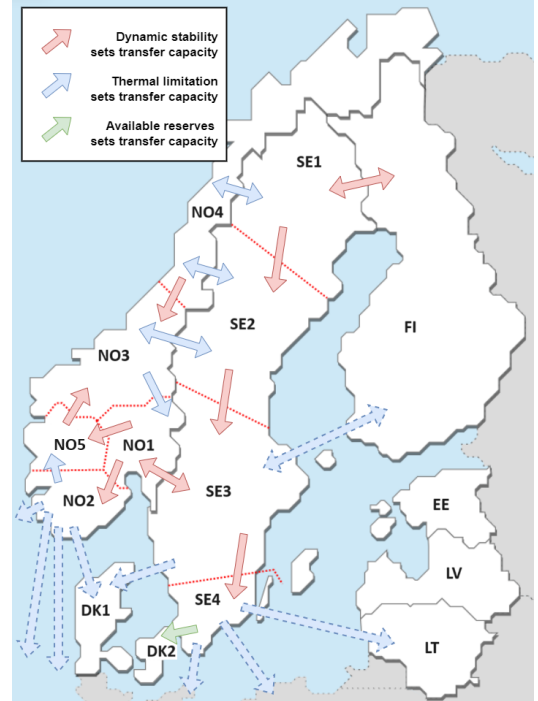 Dynamic stability
sets transfer capacity
Thermal limitation
sets transfer capacity
Available reserves
sets transfer capacity
SE1
NO4
SE2
FI
NO3
NO5
NO1
SE3
NO2
EE
LV
SE4
DK1
DK2
LT